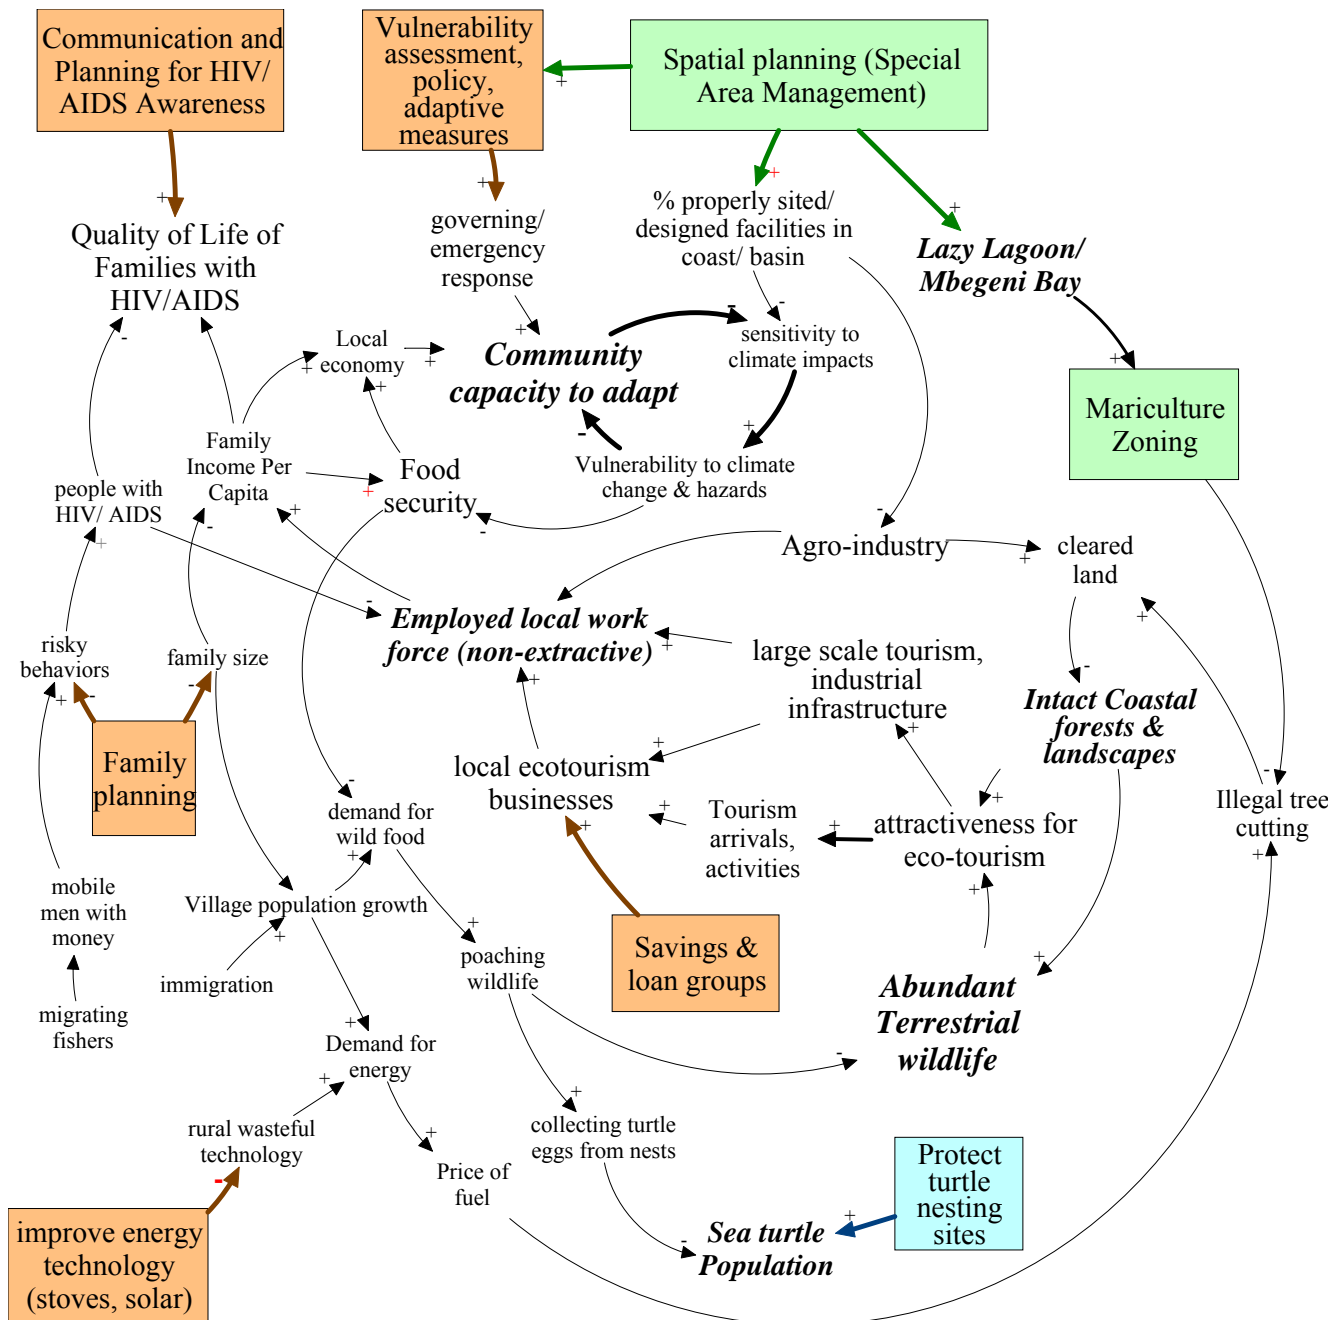 Communication and
Planning for HIV/
AIDS Awareness
Vulnerability
assessment,
policy,
adaptive
measures
Spatial planning (Special
Area Management)
+
+
+
+
+
% properly sited/
designed facilities in
coast/ basin
governing/
emergency
response
Quality of Life of
Families with
HIV/AIDS
Lazy Lagoon/
Mbegeni Bay
-
-
-
+
+
+
+
+
Local
economy
Community
capacity to adapt
sensitivity to
climate impacts
Mariculture
Zoning
-
+
Family
Income Per
Capita
Food
security
Vulnerability to climate
change & hazards
+
people with
HIV/ AIDS
-
+
-
-
+
Agro-industry
+
cleared
land
-
+
Employed local work
force (non-extractive)
+
+
risky
behaviors
family size
large scale tourism,
industrial
infrastructure
-
Intact Coastal
forests &
landscapes
+
-
-
Family
planning
+
+
local ecotourism
businesses
-
-
demand for
wild food
+
+
+
Tourism
arrivals,
activities
+
attractiveness for
eco-tourism
+
Illegal tree
cutting
+
+
mobile
men with
money
Village population growth
+
+
immigration
poaching
wildlife
Savings &
loan groups
+
Abundant
Terrestrial
wildlife
migrating
fishers
+
Demand for
energy
-
+
+
rural wasteful
technology
+
collecting turtle
eggs from nests
Price of
fuel
-
Protect
turtle
nesting
sites
+
Sea turtle
Population
-
improve energy
technology
(stoves, solar)